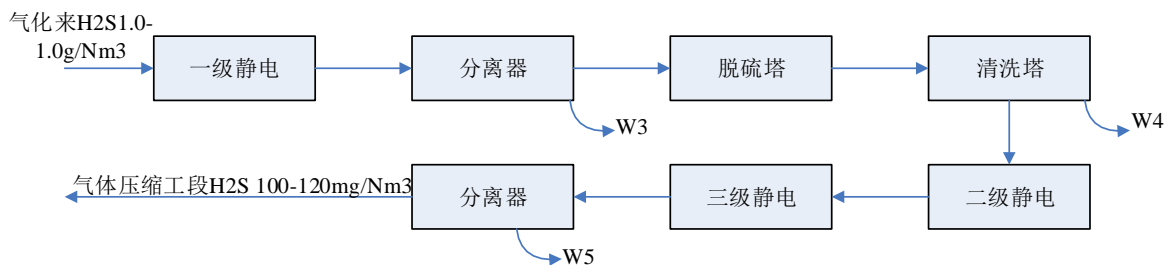 气化来H2S1.0-
1.0g/Nm3
一级静电
分离器
脱硫塔
清洗塔
W3
W4
气体压缩工段H2S 100-120mg/Nm3
分离器
三级静电
二级静电
W5